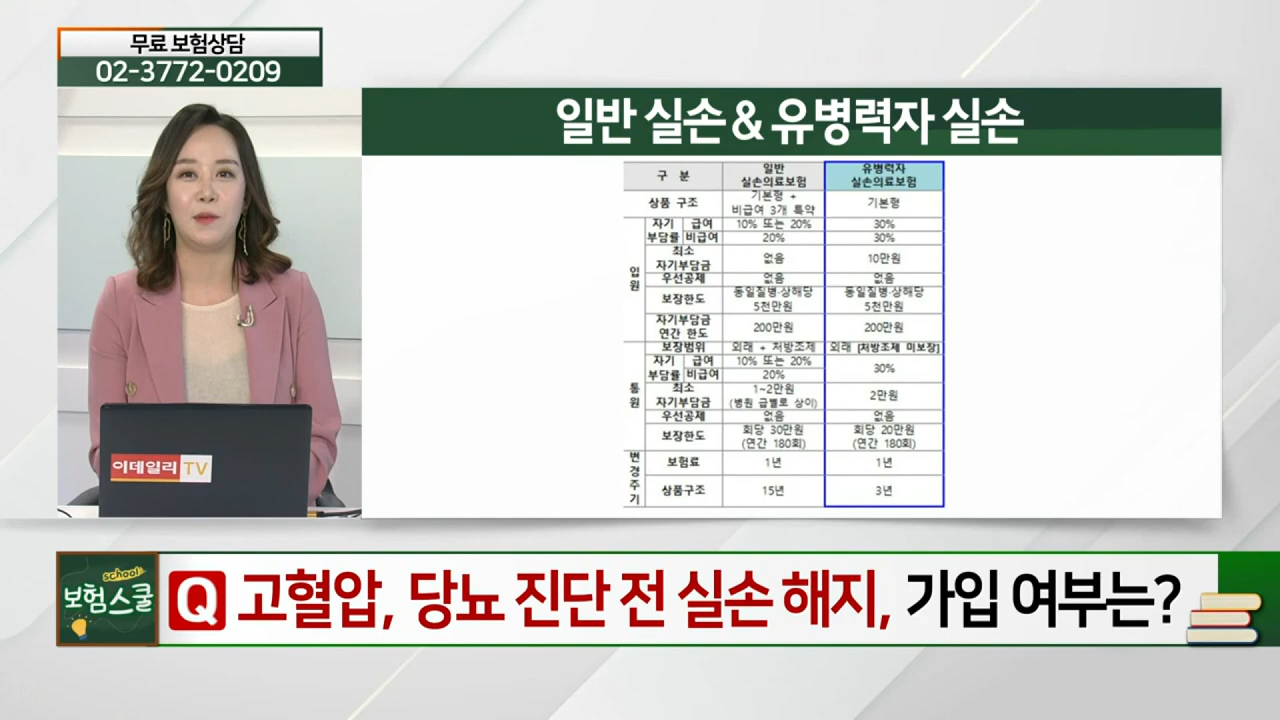 무료 보험상담
02-3772-0209
일반 실손 & 유병력자 실손
구 분
일반
실손의료보험
유병력자
실손의료보험
상품 구조
기본형 +
비급여 3개 특약
기본형
입원
자기
부담률
급여
10% 또는 20%
30%
비급여
20%
30%
최소
자기부담금
없음
10만원
우선공제
없음
없음
보장한도
동일질병·상해당
5천만원
동일질병·상해당
5천만원
자기부담금
연간 한도
200만원
200만원
통원
보장범위
외래 + 처방조제
외래 [처방조제 미보장]
자기
부담률
급여
10% 또는 20%
30%
비급여
20%
최소
자기부담금
1~2만원
(병원 급별로 상이)
2만원
우선공제
없음
없음
보장한도
회당 30만원
(연간 180회)
회당 20만원
(연간 180회)
변경주기
보험료
1년
1년
상품구조
15년
3년
이데일리 TV
school
보험스쿨
Q 고혈압, 당뇨 진단 전 실손 해지, 가입 여부는?